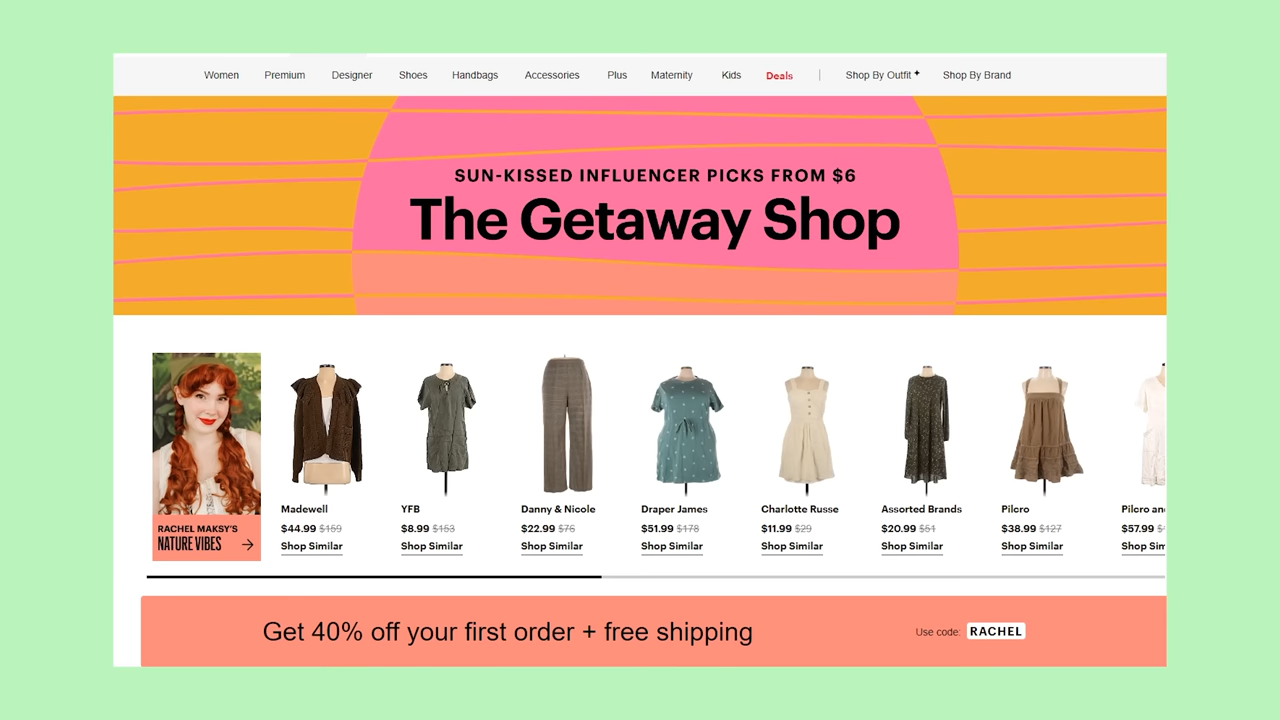 Women Premium Designer Shoes Handbags Accessories Plus Maternity Kids Deals | Shop By Outfit Shop By Brand
SUN-KISSED INFLUENCER PICKS FROM $6
The Getaway Shop
RACHEL MAKSY'S
NATURE VIBES
Madewell
$44.99 $159
Shop Similar
YFB
$8.99 $153
Shop Similar
Danny & Nicole
$22.99 $76
Shop Similar
Draper James
$51.99 $178
Shop Similar
Charlotte Russe
$11.99 $29
Shop Similar
Assorted Brands
$20.99 $51
Shop Similar
Pilcro
$38.99 $127
Shop Similar
Pilcro an
$57.99 $
Shop Sim
Get 40% off your first order + free shipping
Use code: RACHEL